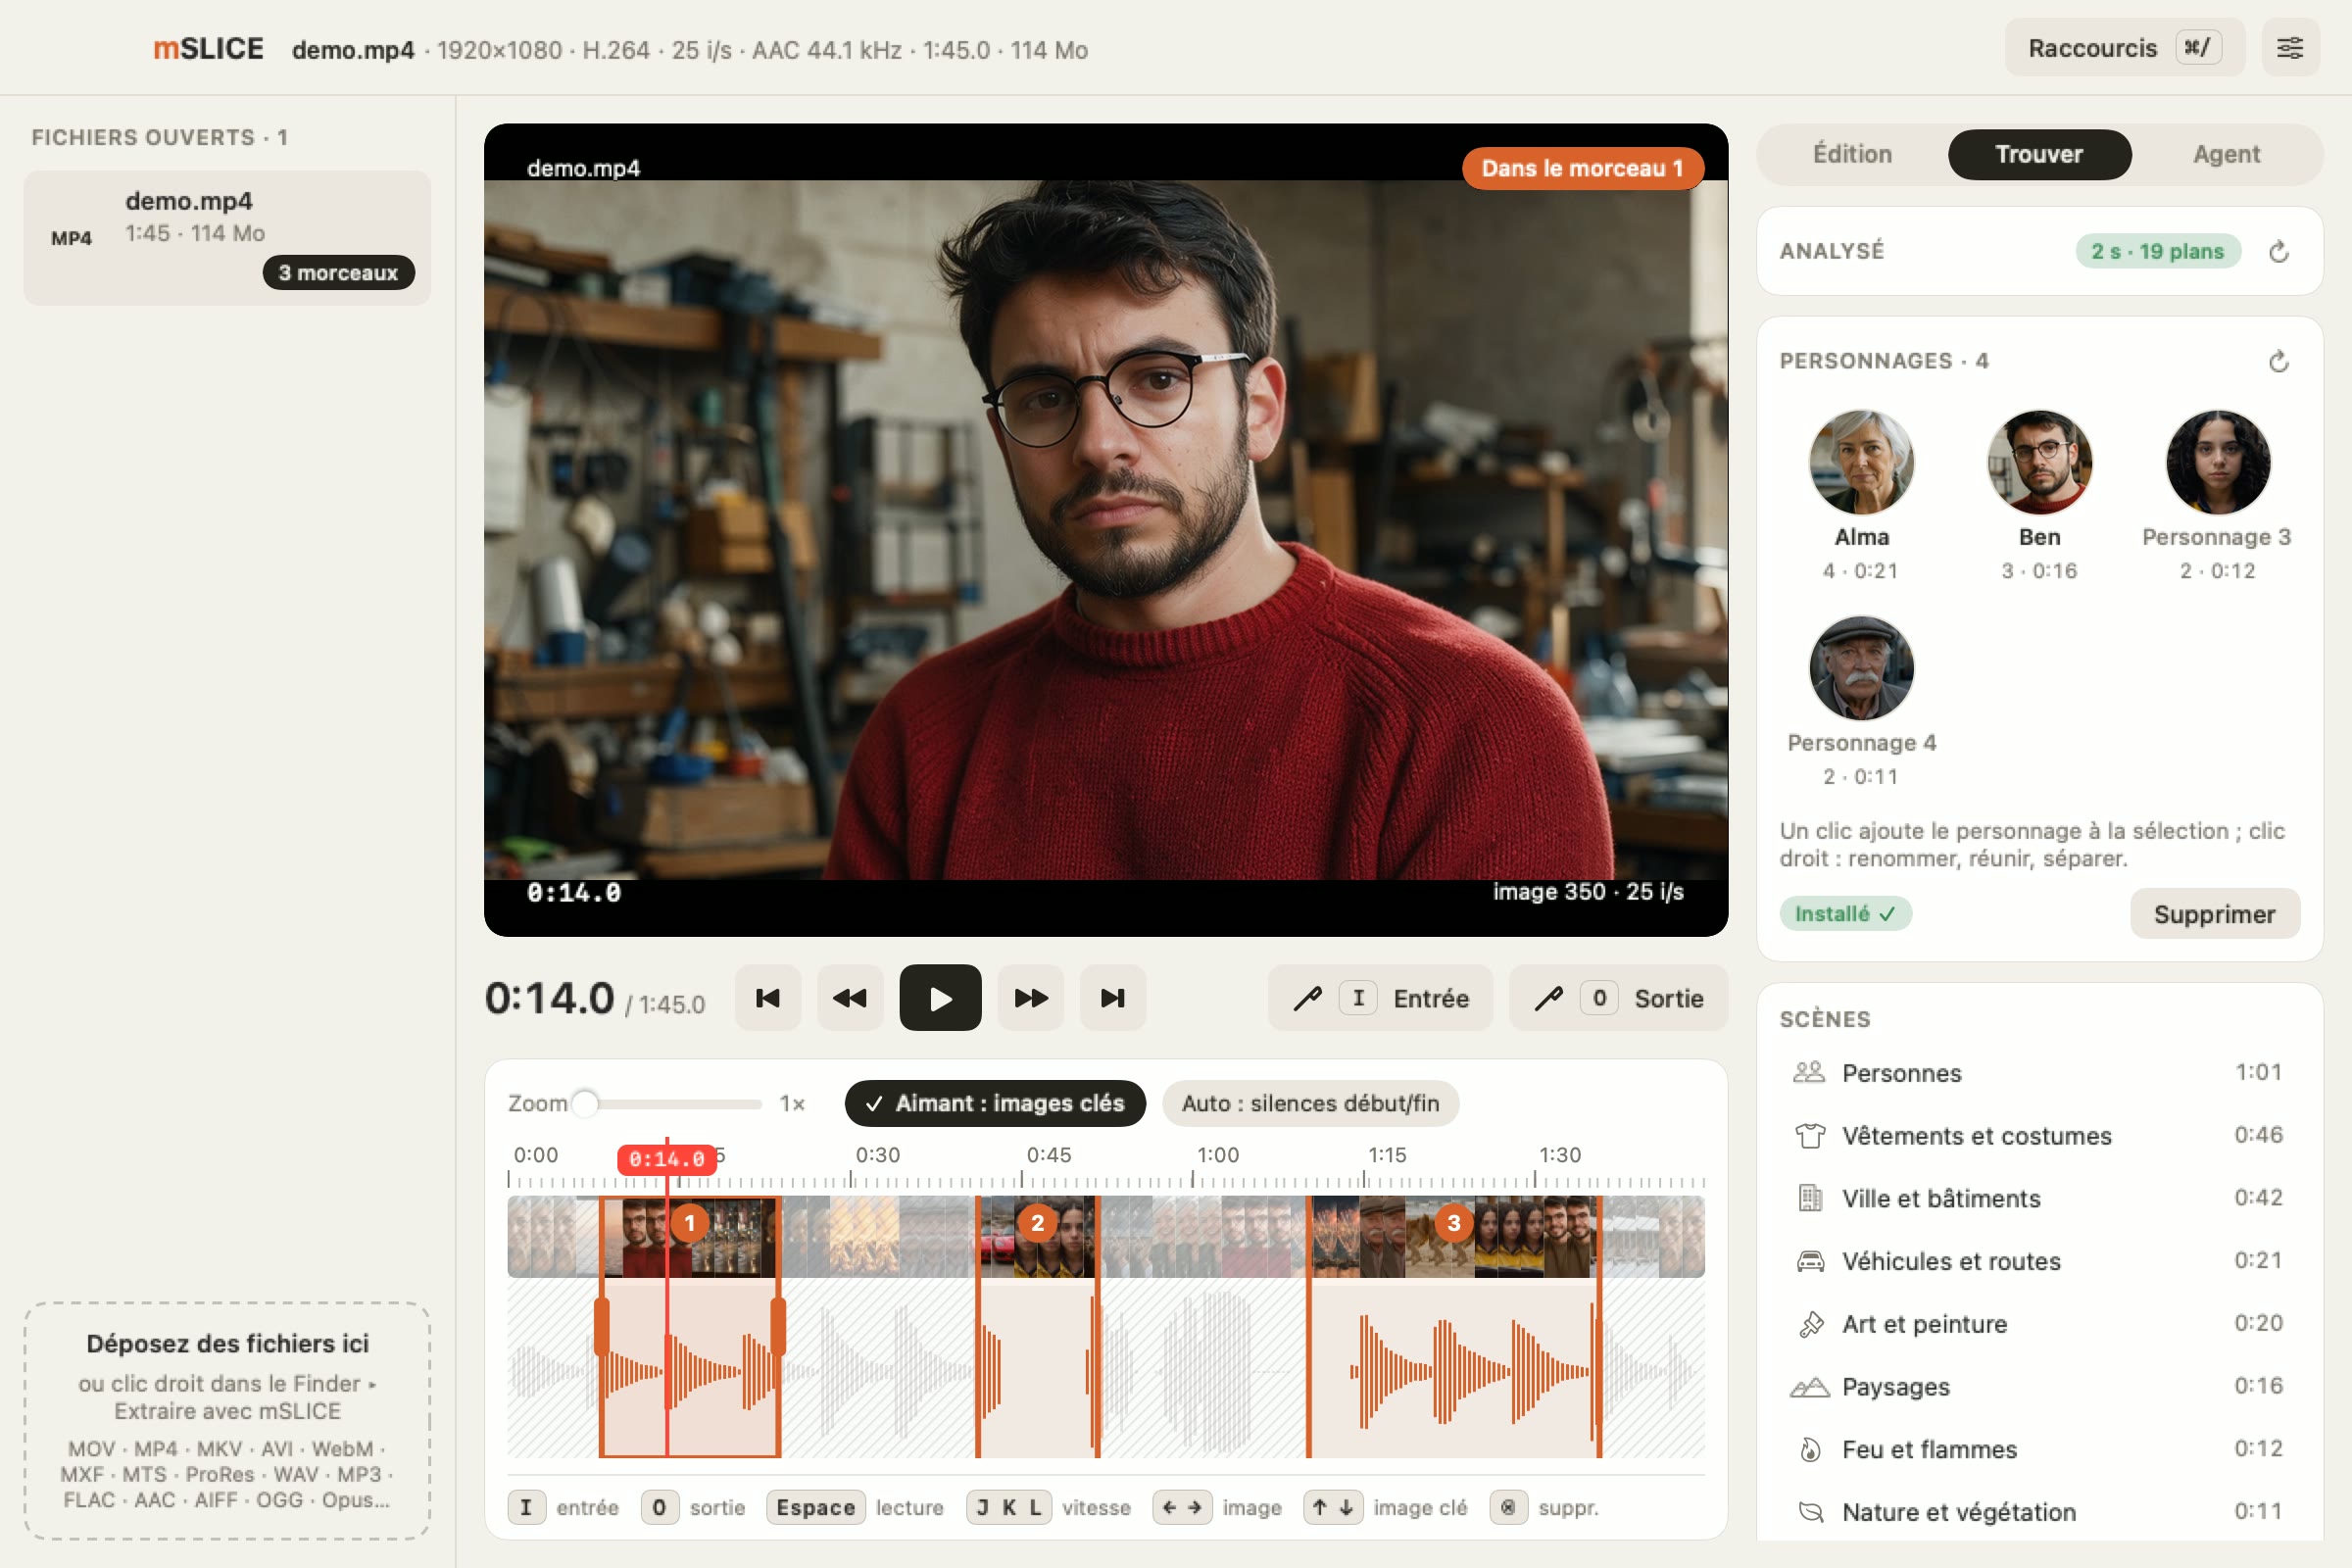 mSLICE demo.mp4 · 1920×1080 · H.264 · 25 i/s · AAC 44.1 kHz · 1:45.0 · 114 Mo
Raccourcis ⌘/
FICHIERS OUVERTS · 1
MP4
demo.mp4
1:45 · 114 Mo
3 morceaux
Déposez des fichiers ici
ou clic droit dans le Finder ▸
Extraire avec mSLICE
MOV · MP4 · MKV · AVI · WebM ·
MXF · MTS · ProRes · WAV · MP3 ·
FLAC · AAC · AIFF · OGG · Opus…
demo.mp4
Dans le morceau 1
0:14.0
image 350 · 25 i/s
0:14.0 / 1:45.0
I Entrée
O Sortie
Zoom 1×
✓ Aimant : images clés
Auto : silences début/fin
0:00 0:14.0 5 0:30 0:45 1:00 1:15 1:30
1 2 3
I entrée O sortie Espace lecture J K L vitesse ← → image ↑ ↓ image clé ⌫ suppr.
Édition Trouver Agent
ANALYSÉ 2 s · 19 plans
PERSONNAGES · 4
Alma Ben Personnage 3
4 · 0:21 3 · 0:16 2 · 0:12
Personnage 4
2 · 0:11
Un clic ajoute le personnage à la sélection ; clic
droit : renommer, réunir, séparer.
Installé ✓ Supprimer
SCÈNES
Personnes 1:01
Vêtements et costumes 0:46
Ville et bâtiments 0:42
Véhicules et routes 0:21
Art et peinture 0:20
Paysages 0:16
Feu et flammes 0:12
Nature et végétation 0:11